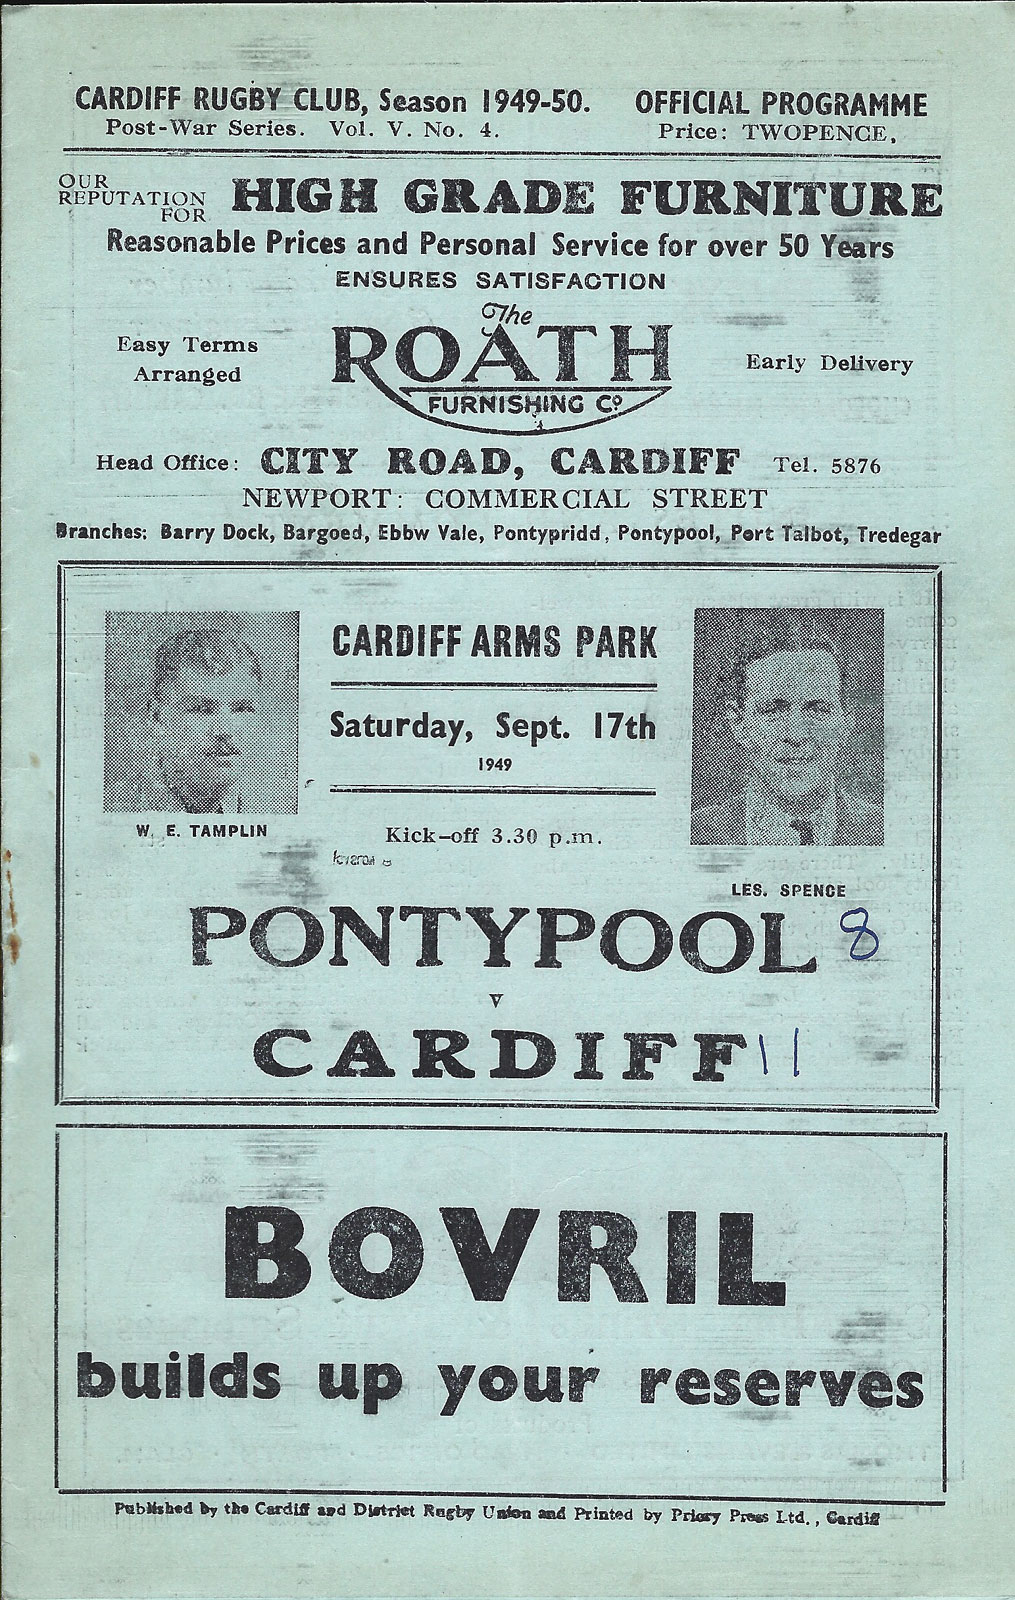 CARDIFF RUGBY CLUB, Season 1949-50. OFFICIAL PROGRAMME
Post-War Series. Vol. V. No. 4. Price: TWOPENCE.
OUR REPUTATION FOR HIGH GRADE FURNITURE
Reasonable Prices and Personal Service for over 50 Years
ENSURES SATISFACTION
The
ROATH
FURNISHING Cº
Easy Terms
Arranged
Early Delivery
Head Office: CITY ROAD, CARDIFF Tel. 5876
NEWPORT: COMMERCIAL STREET
Branches: Barry Dock, Bargoed, Ebbw Vale, Pontypridd, Pontypool, Port Talbot, Tredegar
CARDIFF ARMS PARK
Saturday, Sept. 17th
1949
W. E. TAMPLIN
Kick-off 3.30 p.m.
LES. SPENCE
PONTYPOOL 8
v
CARDIFF 11
BOVRIL
builds up your reserves
Published by the Cardiff and District Rugby Union and Printed by Priory Press Ltd., Cardiff